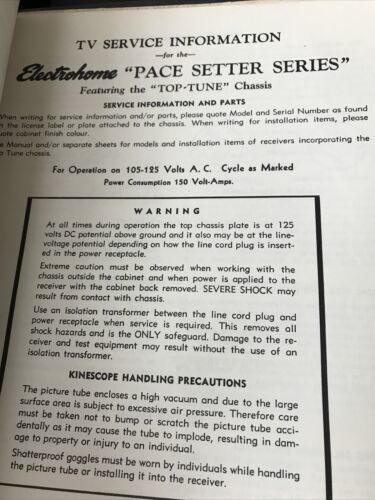 TV SERVICE INFORMATION
—for the—
Electrohome "PACE SETTER SERIES"
Featuring the "TOP-TUNE" Chassis
SERVICE INFORMATION AND PARTS
When writing for service information and/or parts, please quote Model and Serial Number as found
n the license label or plate attached to the chassis. When writing for installation items, please
uote cabinet finish colour.
e Manual and/or separate sheets for models and installation items of receivers incorporating the
p Tune chassis.
For Operation on 105-125 Volts A. C. Cycle as Marked
Power Consumption 150 Volt-Amps.
WARNING
At all times during operation the top chassis plate is at 125
volts DC potential above ground and it also may be at the line-
voltage potential depending on how the line cord plug is insert-
ed in the power receptacle.
Extreme caution must be observed when working with the
chassis outside the cabinet and when power is applied to the
receiver with the cabinet back removed. SEVERE SHOCK may
result from contact with chassis.
Use an isolation transformer between the line cord plug and
power receptacle when service is required. This removes all
shock hazards and is the ONLY safeguard. Damage to the re-
ceiver and test equipment may result without the use of an
isolation transformer.
KINESCOPE HANDLING PRECAUTIONS
The picture tube encloses a high vacuum and due to the large
surface area is subject to excessive air pressure. Therefore care
must be taken not to bump or scratch the picture tube acci-
dentally as it may cause the tube to implode, resulting in dam-
age to property or injury to an individual.
Shatterproof goggles must be worn by individuals while handling
the picture tube or installing it into the receiver.